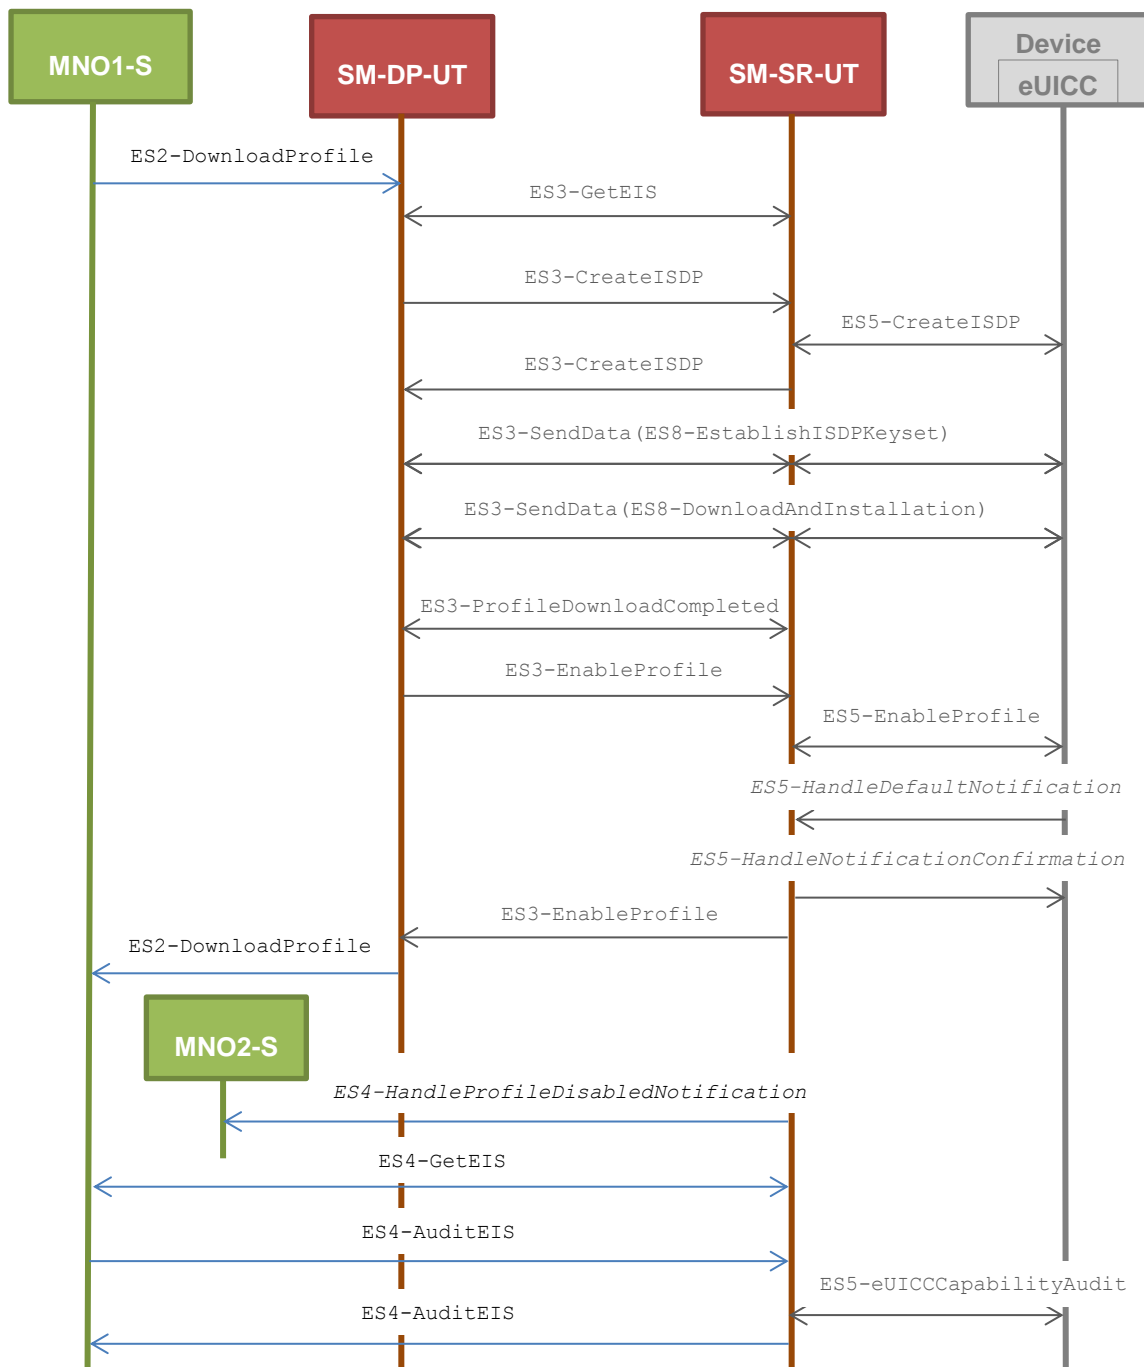 MNO1-S
SM-DP-UT
SM-SR-UT
Device
eUICC
ES2-DownloadProfile
ES3-GetEIS
ES3-CreateISDP
ES5-CreateISDP
ES3-CreateISDP
ES3-SendData(ES8-EstablishISDPKeyset)
ES3-SendData(ES8-DownloadAndInstallation)
ES3-ProfileDownloadCompleted
ES3-EnableProfile
ES5-EnableProfile
ES5-HandleDefaultNotification
ES5-HandleNotificationConfirmation
ES3-EnableProfile
ES2-DownloadProfile
MNO2-S
ES4-HandleProfileDisabledNotification
ES4-GetEIS
ES4-AuditEIS
ES5-eUICCCapabilityAudit
ES4-AuditEIS